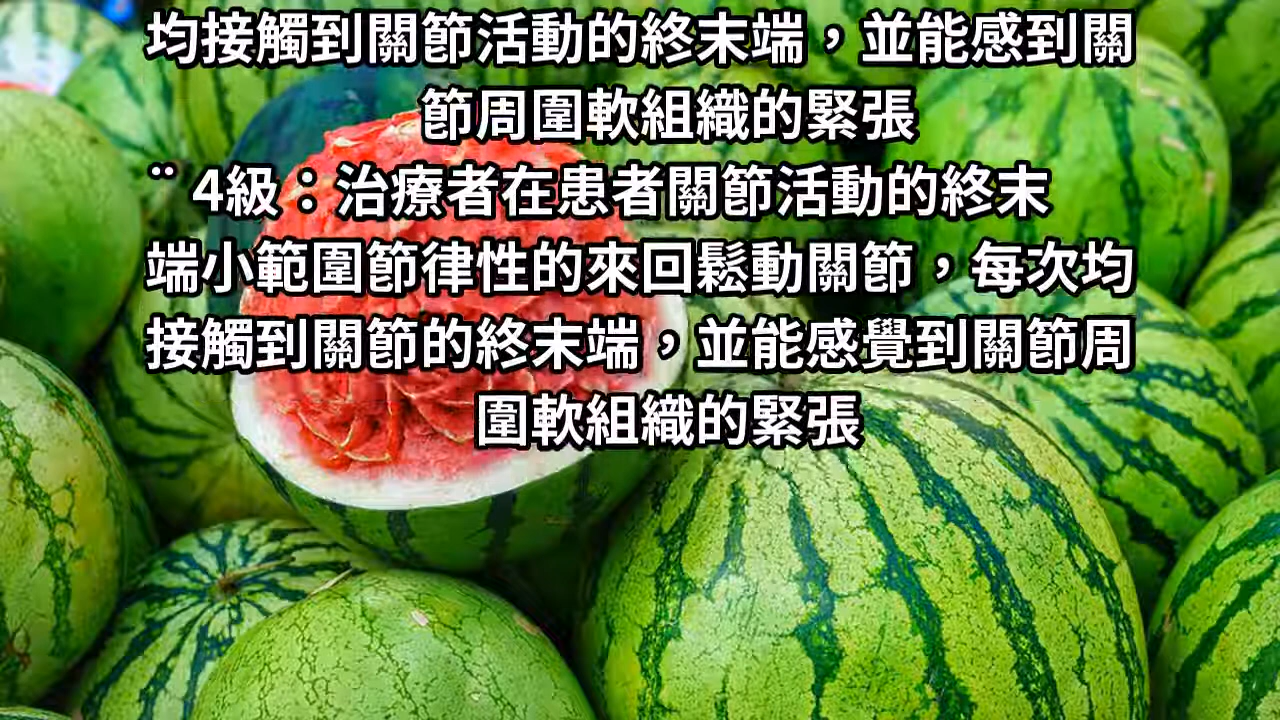 均接觸到關節活動的終末端，並能感到關
節周圍軟組織的緊張
¨ 4級：治療者在患者關節活動的終末
端小範圍節律性的來回鬆動關節，每次均
接觸到關節的終末端，並能感覺到關節周
圍軟組織的緊張